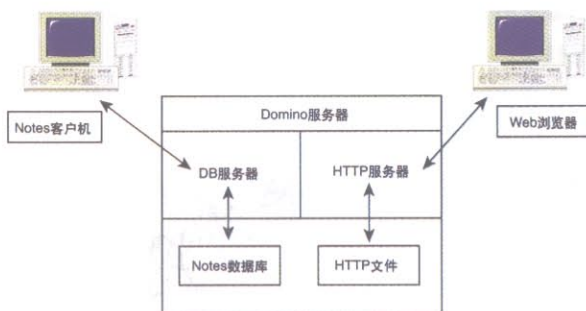 Domino服务器
Notes客户机
Web浏览器
DB服务器
HTTP服务器
Notes数据库
HTTP文件